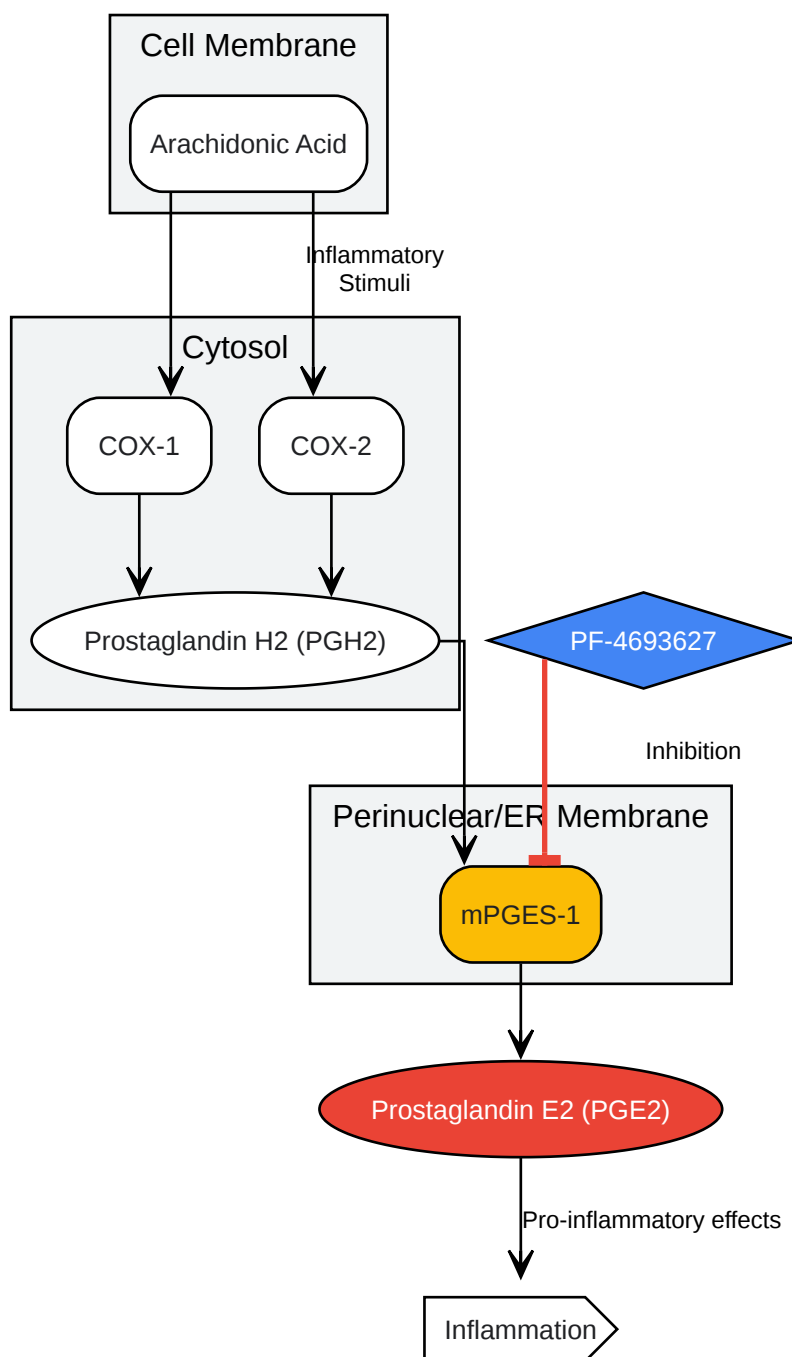 Cell Membrane
Arachidonic Acid
Inflammatory
Stimuli
Cytosol
COX-1
COX-2
Prostaglandin H2 (PGH2)
PF-4693627
Inhibition
Perinuclear/ER Membrane
mPGES-1
Prostaglandin E2 (PGE2)
Pro-inflammatory effects
Inflammation